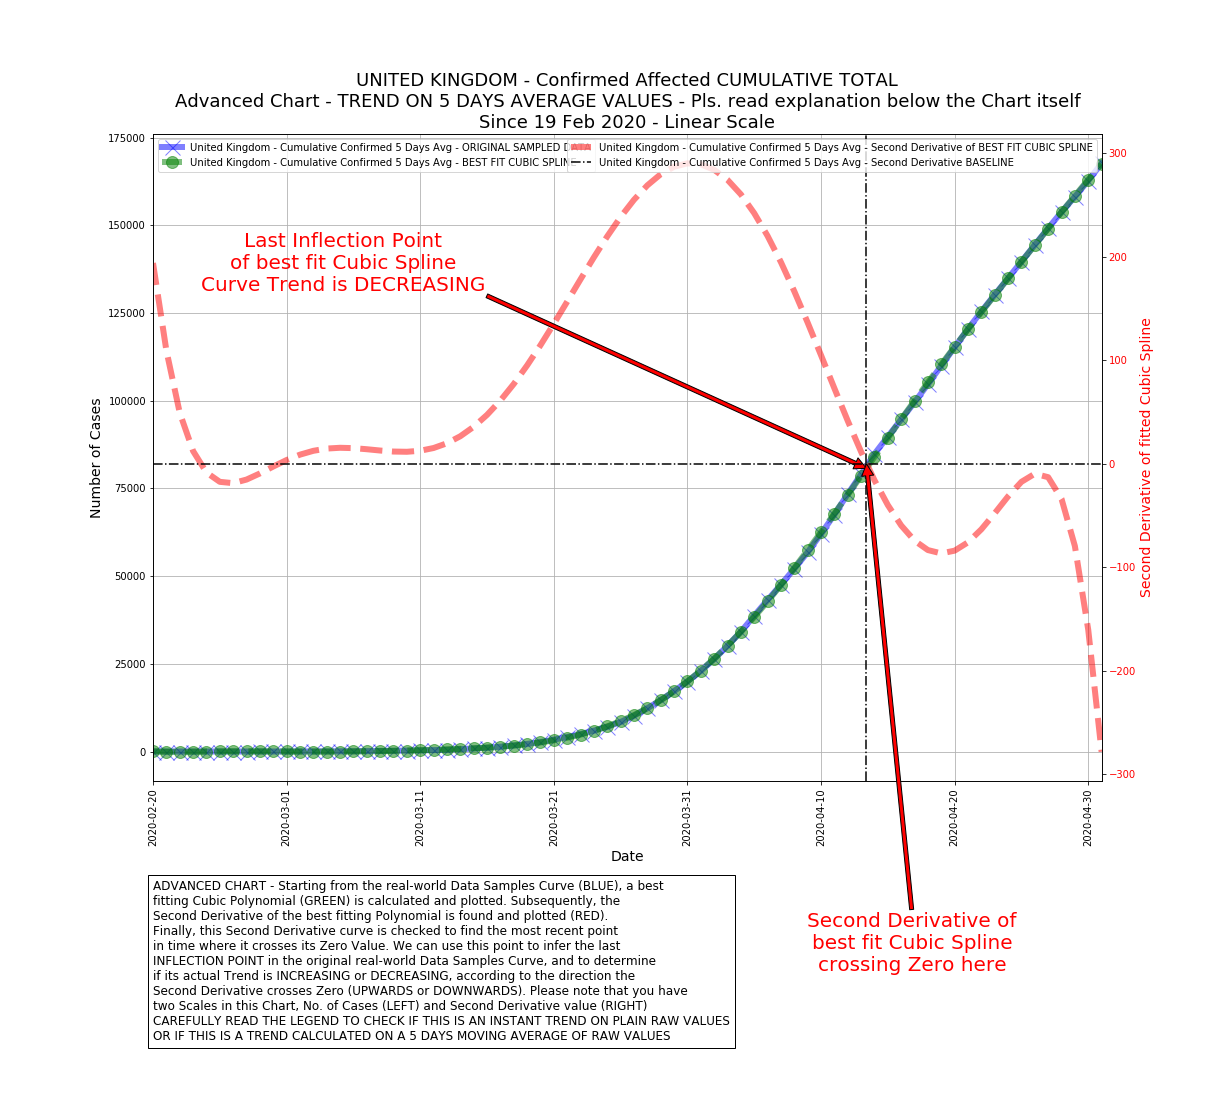 UNITED KINGDOM - Confirmed Affected CUMULATIVE TOTAL
Advanced Chart - TREND ON 5 DAYS AVERAGE VALUES - Pls. read explanation below the Chart itself
Since 19 Feb 2020 - Linear Scale
United Kingdom - Cumulative Confirmed 5 Days Avg - ORIGINAL SAMPLED DATA
United Kingdom - Cumulative Confirmed 5 Days Avg - BEST FIT CUBIC SPLINE
United Kingdom - Cumulative Confirmed 5 Days Avg - Second Derivative of BEST FIT CUBIC SPLINE
United Kingdom - Cumulative Confirmed 5 Days Avg - Second Derivative BASELINE
Last Inflection Point
of best fit Cubic Spline
Curve Trend is DECREASING
Number of Cases
175000
150000
125000
100000
75000
50000
25000
0
300
200
100
0
−100
−200
−300
Second Derivative of fitted Cubic Spline
2020-02-20
2020-03-01
2020-03-11
2020-03-21
2020-03-31
2020-04-10
2020-04-20
2020-04-30
Date
ADVANCED CHART - Starting from the real-world Data Samples Curve (BLUE), a best
fitting Cubic Polynomial (GREEN) is calculated and plotted. Subsequently, the
Second Derivative of the best fitting Polynomial is found and plotted (RED).
Finally, this Second Derivative curve is checked to find the most recent point
in time where it crosses its Zero Value. We can use this point to infer the last
INFLECTION POINT in the original real-world Data Samples Curve, and to determine
if its actual Trend is INCREASING or DECREASING, according to the direction the
Second Derivative crosses Zero (UPWARDS or DOWNWARDS). Please note that you have
two Scales in this Chart, No. of Cases (LEFT) and Second Derivative value (RIGHT)
CAREFULLY READ THE LEGEND TO CHECK IF THIS IS AN INSTANT TREND ON PLAIN RAW VALUES
OR IF THIS IS A TREND CALCULATED ON A 5 DAYS MOVING AVERAGE OF RAW VALUES
Second Derivative of
best fit Cubic Spline
crossing Zero here